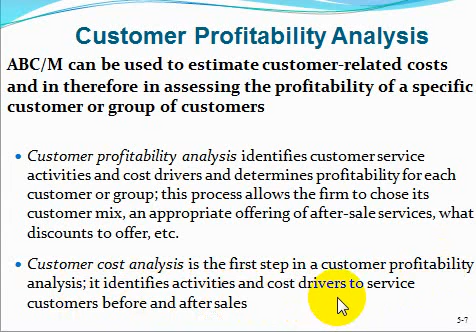 Customer Profitability Analysis
ABC/M can be used to estimate customer-related costs
and in therefore in assessing the profitability of a specific
customer or group of customers
• Customer profitability analysis identifies customer service
activities and cost drivers and determines profitability for each
customer or group; this process allows the firm to chose its
customer mix, an appropriate offering of after-sale services, what
discounts to offer, etc.
• Customer cost analysis is the first step in a customer profitability
analysis; it identifies activities and cost drivers to service
customers before and after sales
5-7